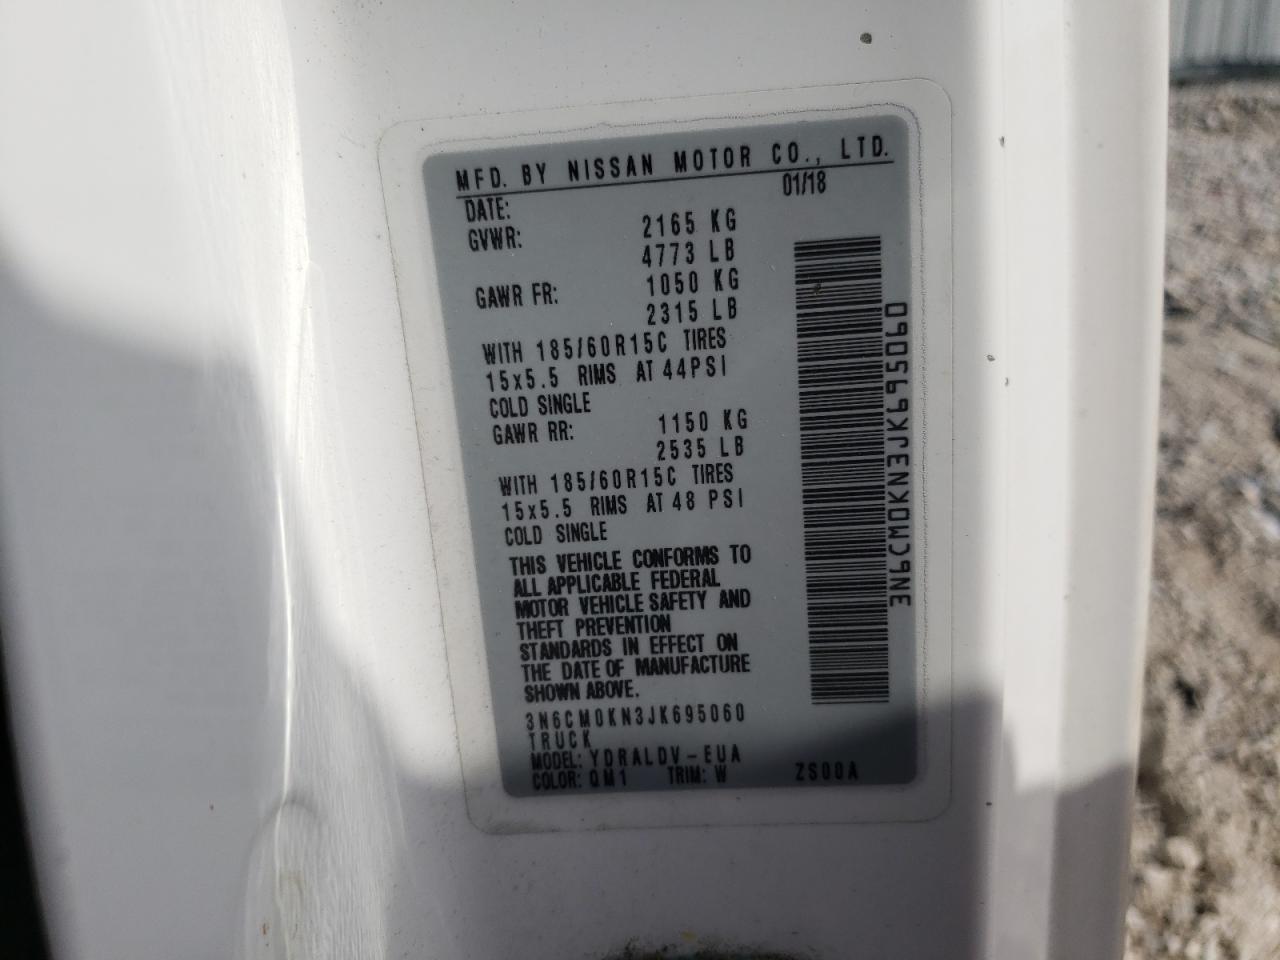 MFD. BY NISSAN MOTOR CO., LTD.
DATE: 01/18
GVWR: 2165 KG
4773 LB
GAWR FR: 1050 KG
2315 LB
WITH 185/60R15C TIRES
15x5.5 RIMS AT 44PSI
COLD SINGLE
GAWR RR: 1150 KG
2535 LB
WITH 185/60R15C TIRES
15x5.5 RIMS AT 48 PSI
COLD SINGLE
THIS VEHICLE CONFORMS TO
ALL APPLICABLE FEDERAL
MOTOR VEHICLE SAFETY AND
THEFT PREVENTION
STANDARDS IN EFFECT ON
THE DATE OF MANUFACTURE
SHOWN ABOVE.
3N6CM0KN3JK695060
TRUCK
MODEL: YDRALDV-EUA
COLOR: QM1 TRIM: W ZS00A
3N6CM0KN3JK695060